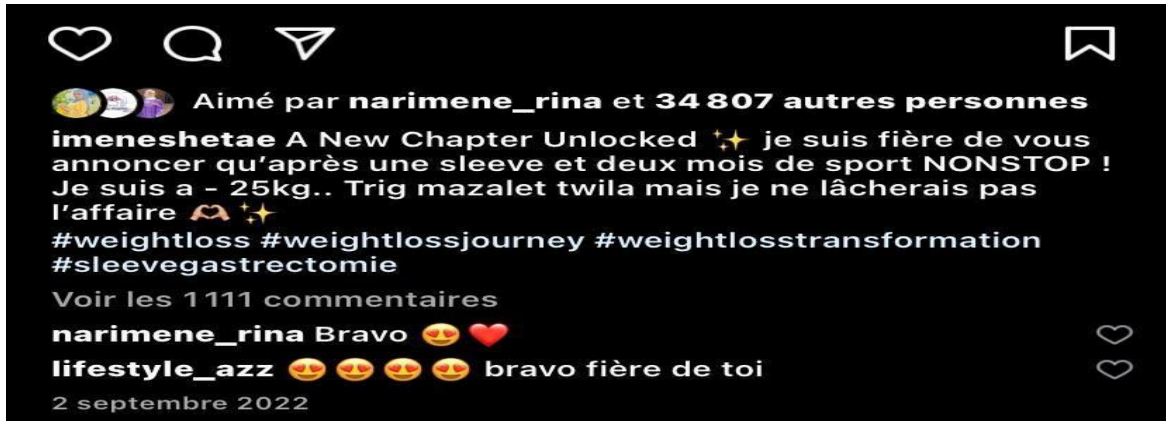 Aimé par narimene_rina et 34 807 autres personnes
imeneshetae A New Chapter Unlocked ✨ je suis fière de vous
annoncer qu'après une sleeve et deux mois de sport NONSTOP !
Je suis a - 25kg.. Trig mazalet twila mais je ne lâcherais pas
l'affaire 🫶🏼 ✨
#weightloss #weightlossjourney #weightlosstransformation
#sleevegastrectomie
Voir les 1 111 commentaires
narimene_rina Bravo 😍 ❤️
lifestyle_azz 😍 😍 😍 😍 bravo fière de toi
2 septembre 2022